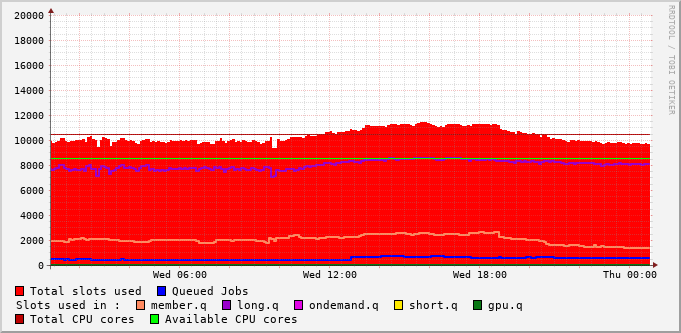 20000
18000
16000
14000
12000
10000
8000
6000
4000
2000
0
Wed 06:00 Wed 12:00 Wed 18:00 Thu 00:00
Total slots used Queued Jobs
Slots used in : member.q long.q ondemand.q short.q gpu.q
Total CPU cores Available CPU cores
RRDTOOL / TOBI OETIKER